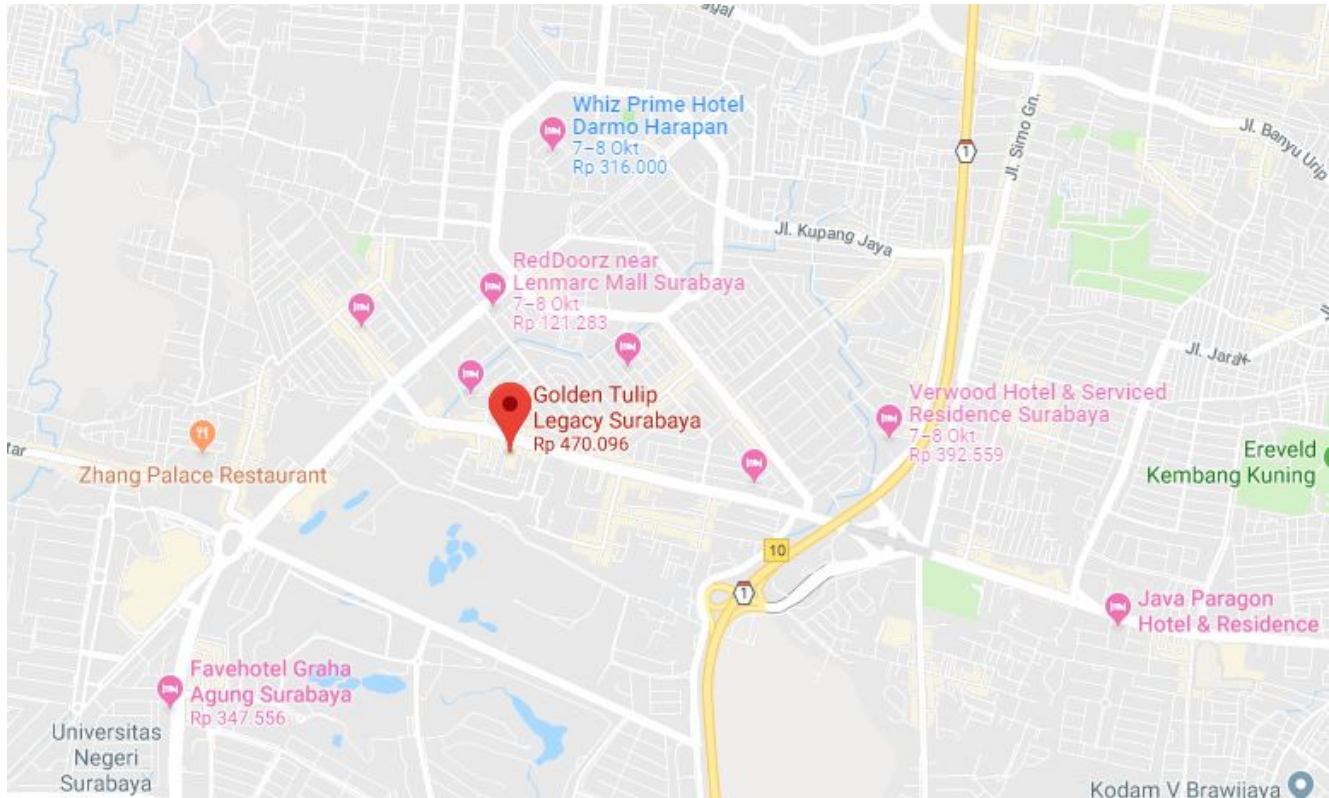 Whiz Prime Hotel
Darmo Harapan
7–8 Okt
Rp 316.000
1
Jl. Simo Gn.
Jl. Banyu Urip
Jl. Kupang Jaya
RedDoorz near
Lenmarc Mall Surabaya
7–8 Okt
Rp 121.283
Jl. Jarak
Golden Tulip
Legacy Surabaya
Rp 470.096
Verwood Hotel & Serviced
Residence Surabaya
7–8 Okt
Rp 392.559
tar
Zhang Palace Restaurant
Ereveld
Kembang Kuning
10
1
Java Paragon
Hotel & Residence
Favehotel Graha
Agung Surabaya
Rp 347.556
Universitas
Negeri
Surabaya
Kodam V Brawijaya